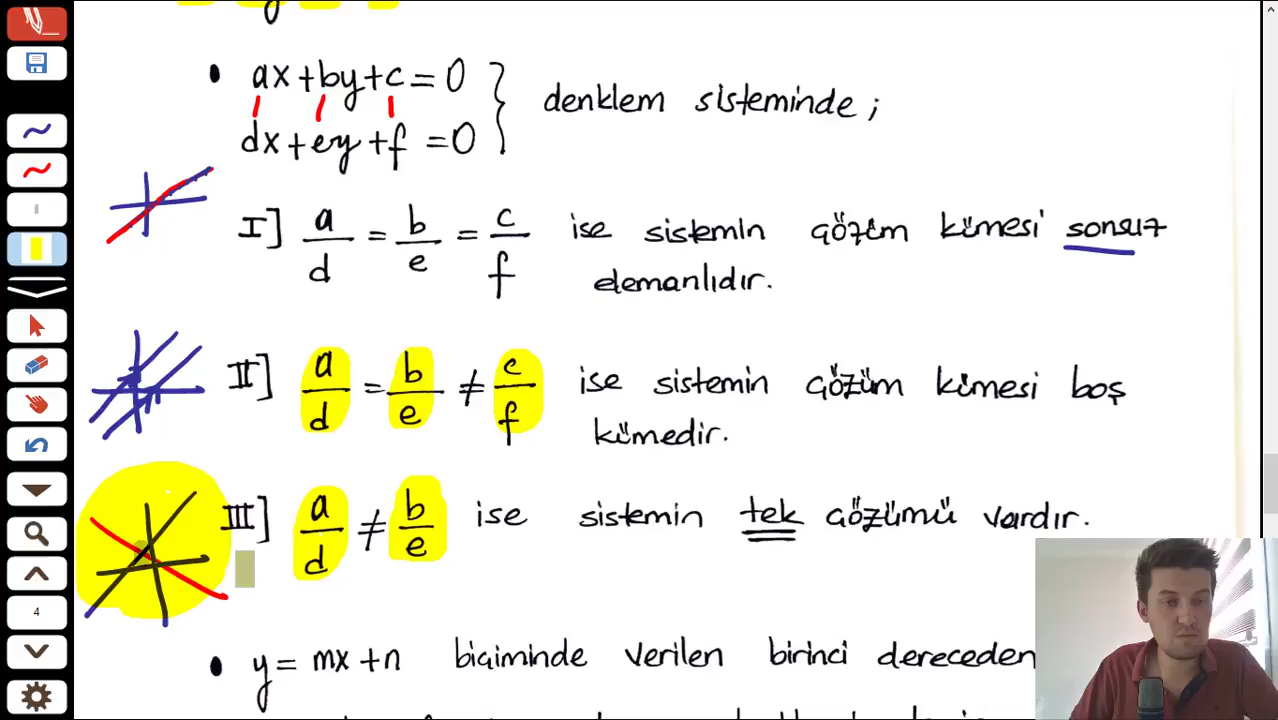 • ax+by+c=0
dx+ey+f=0 } denklem sisteminde;
I] a/d = b/e = c/f ise sistemin çözüm kümesi sonsuz
elemanlıdır.
II] a/d = b/e ≠ c/f ise sistemin çözüm kümesi boş
kümedir.
III] a/d ≠ b/e ise sistemin tek çözümü vardır.
4
• y = mx+n biçiminde verilen birinci dereceden